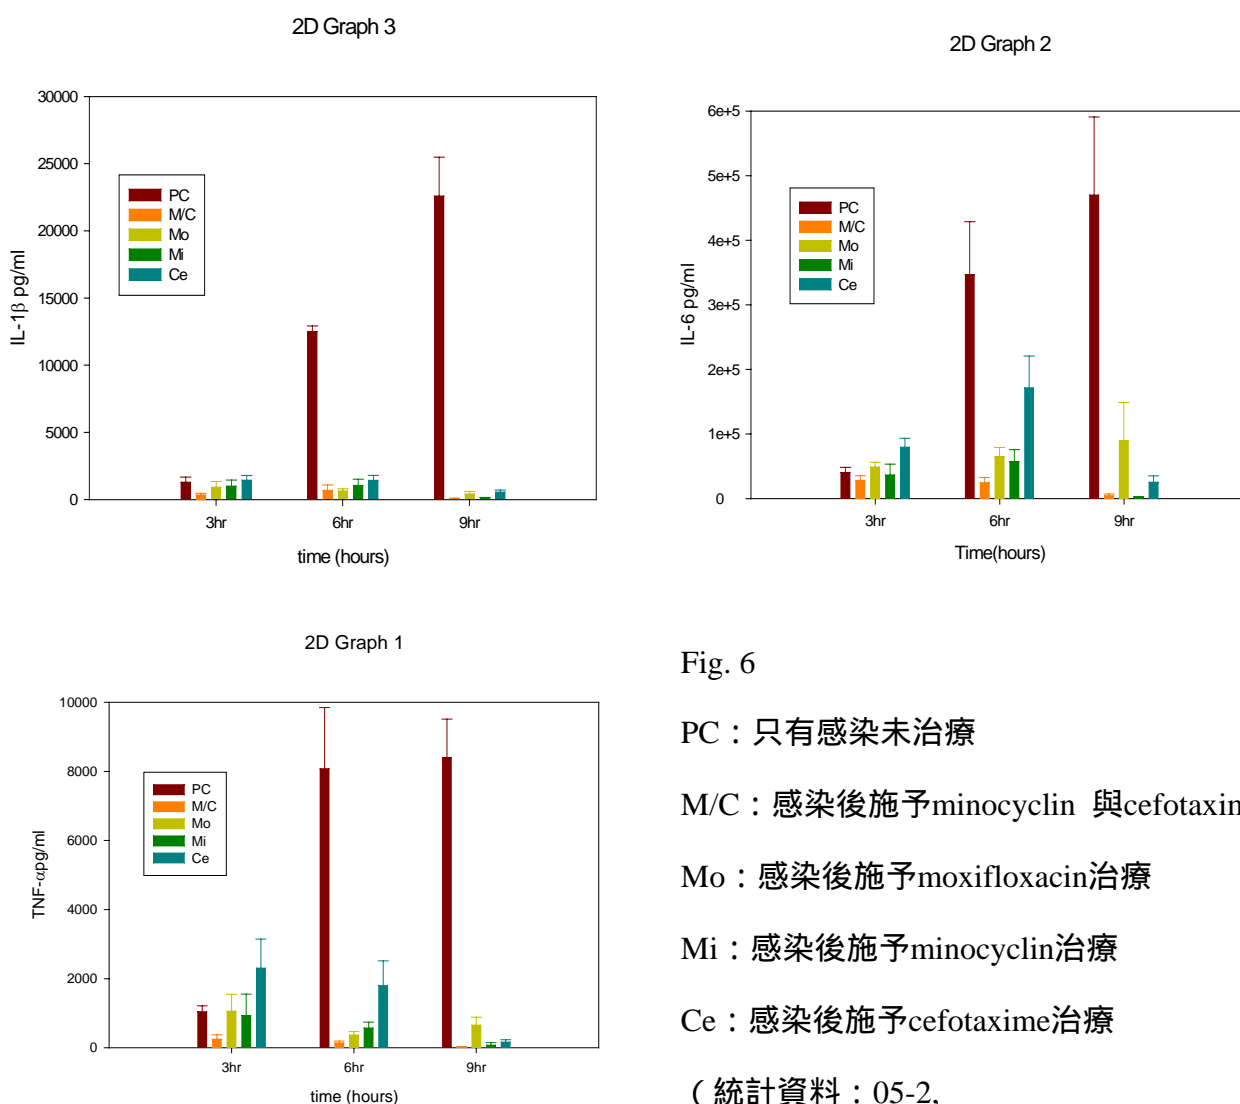 2D Graph 3
30000
25000
20000
15000
10000
5000
0
IL-1β pg/ml
PC
M/C
Mo
Mi
Ce
3hr 6hr 9hr
time (hours)
2D Graph 2
6e+5
5e+5
4e+5
3e+5
2e+5
1e+5
0
IL-6 pg/ml
PC
M/C
Mo
Mi
Ce
3hr 6hr 9hr
Time(hours)
2D Graph 1
10000
8000
6000
4000
2000
0
TNF-αpg/ml
PC
M/C
Mo
Mi
Ce
3hr 6hr 9hr
time (hours)
Fig. 6
PC：只有感染未治療
M/C：感染後施予minocyclin 與cefotaxin
Mo：感染後施予moxifloxacin治療
Mi：感染後施予minocyclin治療
Ce：感染後施予cefotaxime治療
（統計資料：05-2,